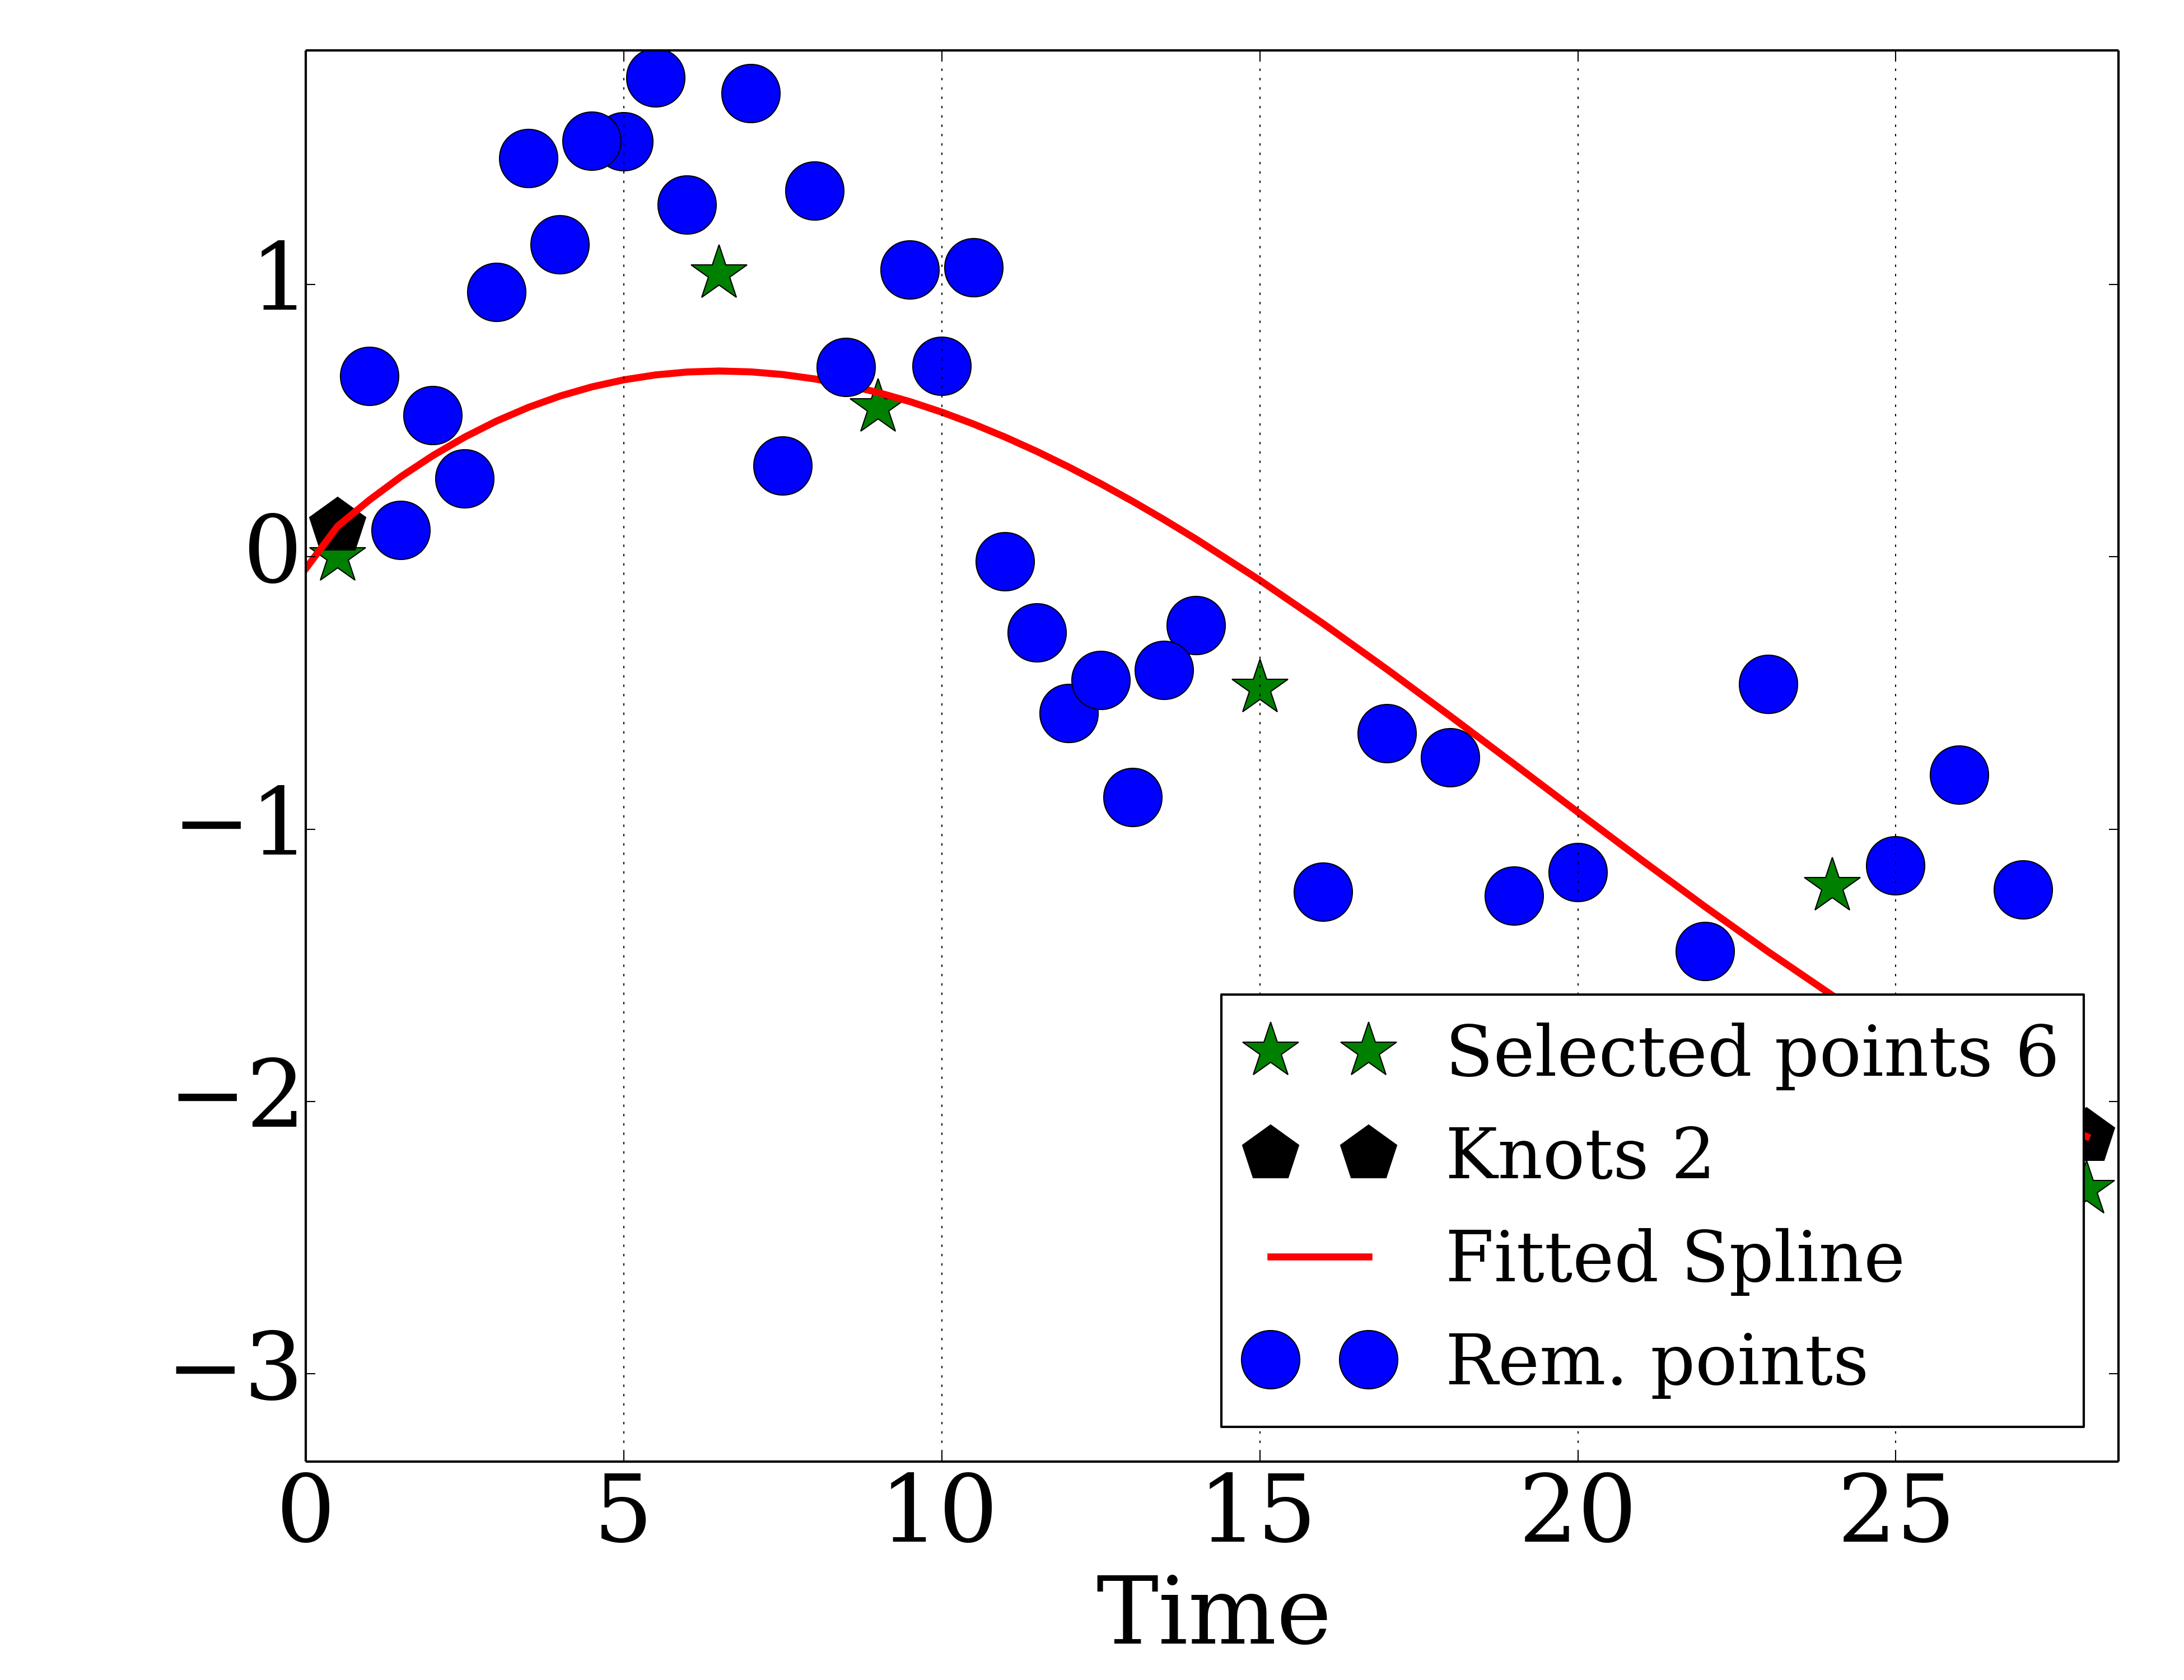 1
0
−1
−2
−3
0 5 10 15 20 25
Time
Selected points 6
Knots 2
Fitted Spline
Rem. points